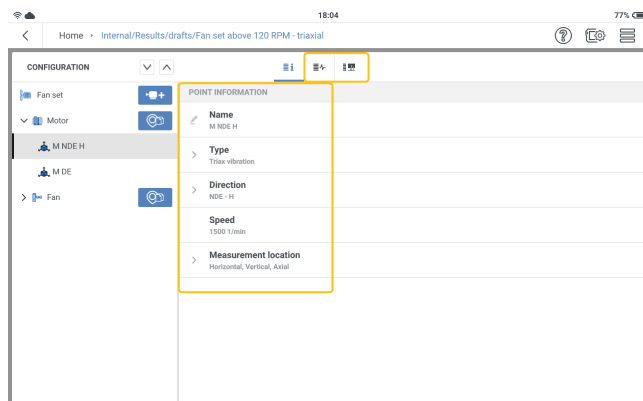 18:04
77%
Home › Internal/Results/drafts/Fan set above 120 RPM - triaxial
CONFIGURATION
Fan set
Motor
M NDE H
M DE
Fan
POINT INFORMATION
Name
M NDE H
Type
Triax vibration
Direction
NDE - H
Speed
1500 1/min
Measurement location
Horizontal, Vertical, Axial